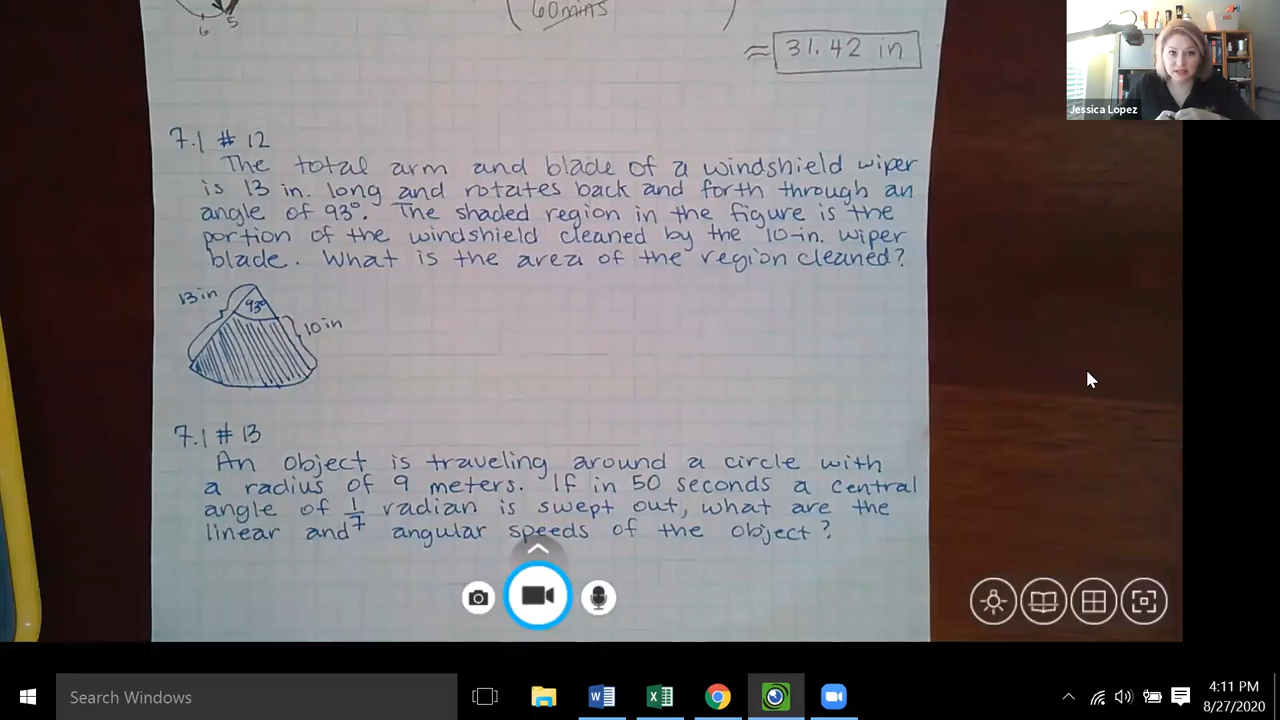 6 5
60mins
≈ 31.42 in
Jessica Lopez
7.1 # 12
The total arm and blade of a windshield wiper
is 13 in. long and rotates back and forth through an
angle of 93°. The shaded region in the figure is the
portion of the windshield cleaned by the 10-in. wiper
blade. What is the area of the region cleaned?
13 in
93°
10 in
7.1 # 13
An object is traveling around a circle with
a radius of 9 meters. If in 50 seconds a central
angle of 1/7 radian is swept out, what are the
linear and angular speeds of the object?
Search Windows
4:11 PM
8/27/2020